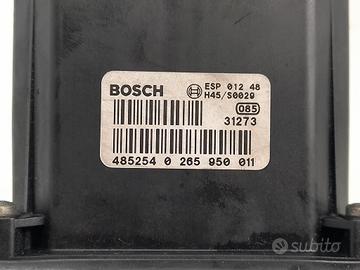 BOSCH
ESP 012 48
H45/S0029
085
31273
485254 0 265 950 011
subito